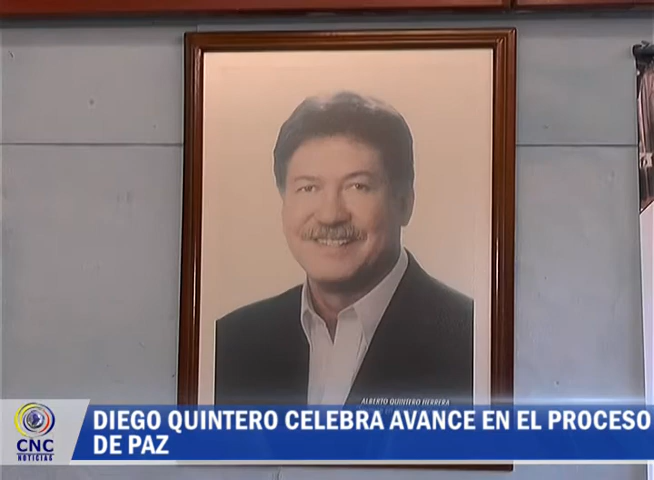 ALBERTO QUINTERO HERRERA
CNC
NOTICIAS
DIEGO QUINTERO CELEBRA AVANCE EN EL PROCESO
DE PAZ